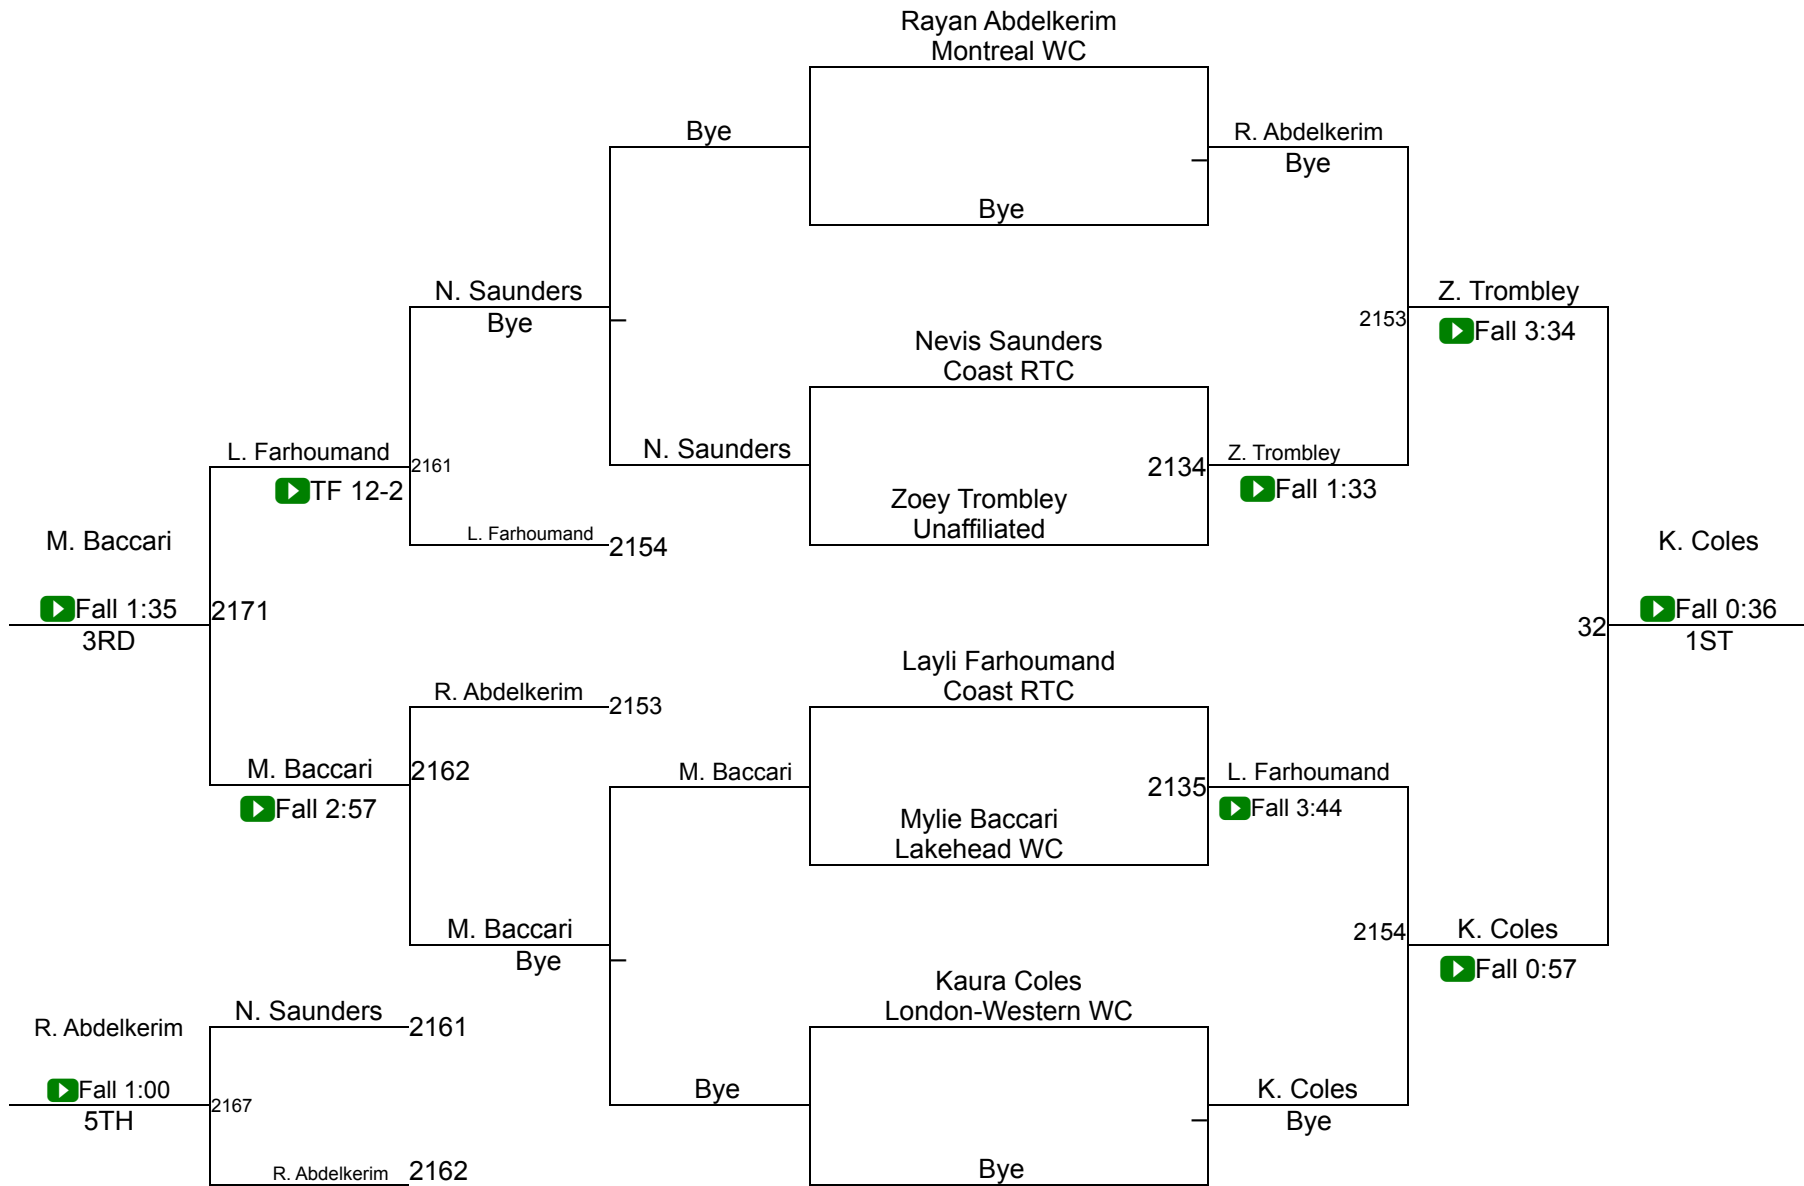 Rayan Abdelkerim
Montreal WC
Bye
R. Abdelkerim
Bye
Bye
N. Saunders
Bye
Z. Trombley
2153
Fall 3:34
Nevis Saunders
Coast RTC
L. Farhoumand
2161
TF 12-2
N. Saunders
2134
Z. Trombley
Fall 1:33
Zoey Trombley
Unaffiliated
L. Farhoumand
2154
M. Baccari
K. Coles
Fall 1:35
2171
3RD
32
Fall 0:36
1ST
Layli Farhoumand
Coast RTC
R. Abdelkerim
2153
M. Baccari
2162
Fall 2:57
M. Baccari
2135
L. Farhoumand
Fall 3:44
Mylie Baccari
Lakehead WC
M. Baccari
Bye
2154
K. Coles
Fall 0:57
Kaura Coles
London-Western WC
R. Abdelkerim
N. Saunders
2161
Fall 1:00
2167
5TH
Bye
K. Coles
Bye
R. Abdelkerim
2162
Bye